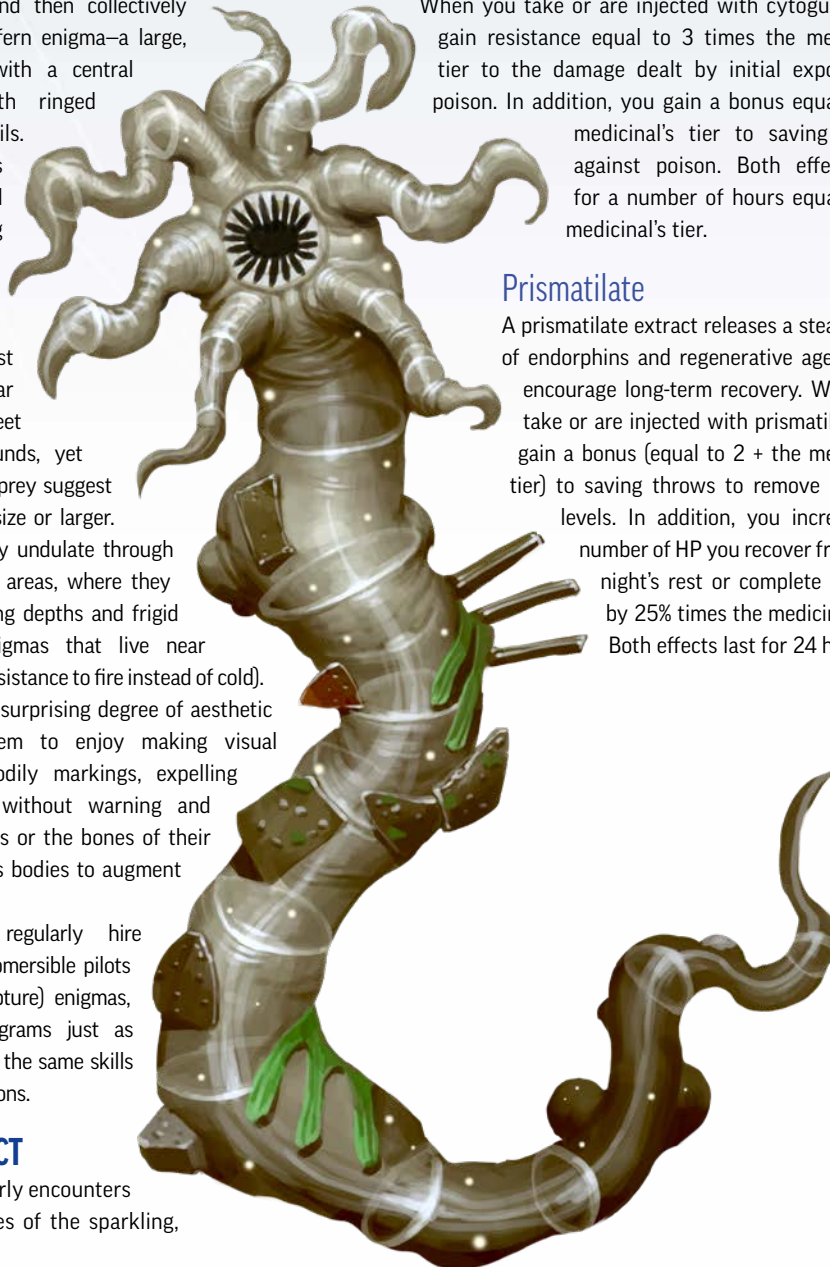 nd then collectively
fern enigma—a large,
with a central
th ringed
ils.
s
l
g
st
ar
eet
unds, yet
prey suggest
size or larger.
y undulate through
areas, where they
ng depths and frigid
igmas that live near
sistance to fire instead of cold).
surprising degree of aesthetic
em to enjoy making visual
odily markings, expelling
without warning and
s or the bones of their
s bodies to augment
regularly hire
omersible pilots
pture) enigmas,
grams just as
the same skills
ons.
CT
rly encounters
es of the sparkling,
When you take or are injected with cytogu
gain resistance equal to 3 times the me
tier to the damage dealt by initial expo
poison. In addition, you gain a bonus equa
medicinal’s tier to saving
against poison. Both effe
for a number of hours equa
medicinal’s tier.
Prismatilate
A prismatilate extract releases a stea
of endorphins and regenerative age
encourage long-term recovery. W
take or are injected with prismatil
gain a bonus (equal to 2 + the me
tier) to saving throws to remove
levels. In addition, you incre
number of HP you recover fr
night’s rest or complete
by 25% times the medicin
Both effects last for 24 h